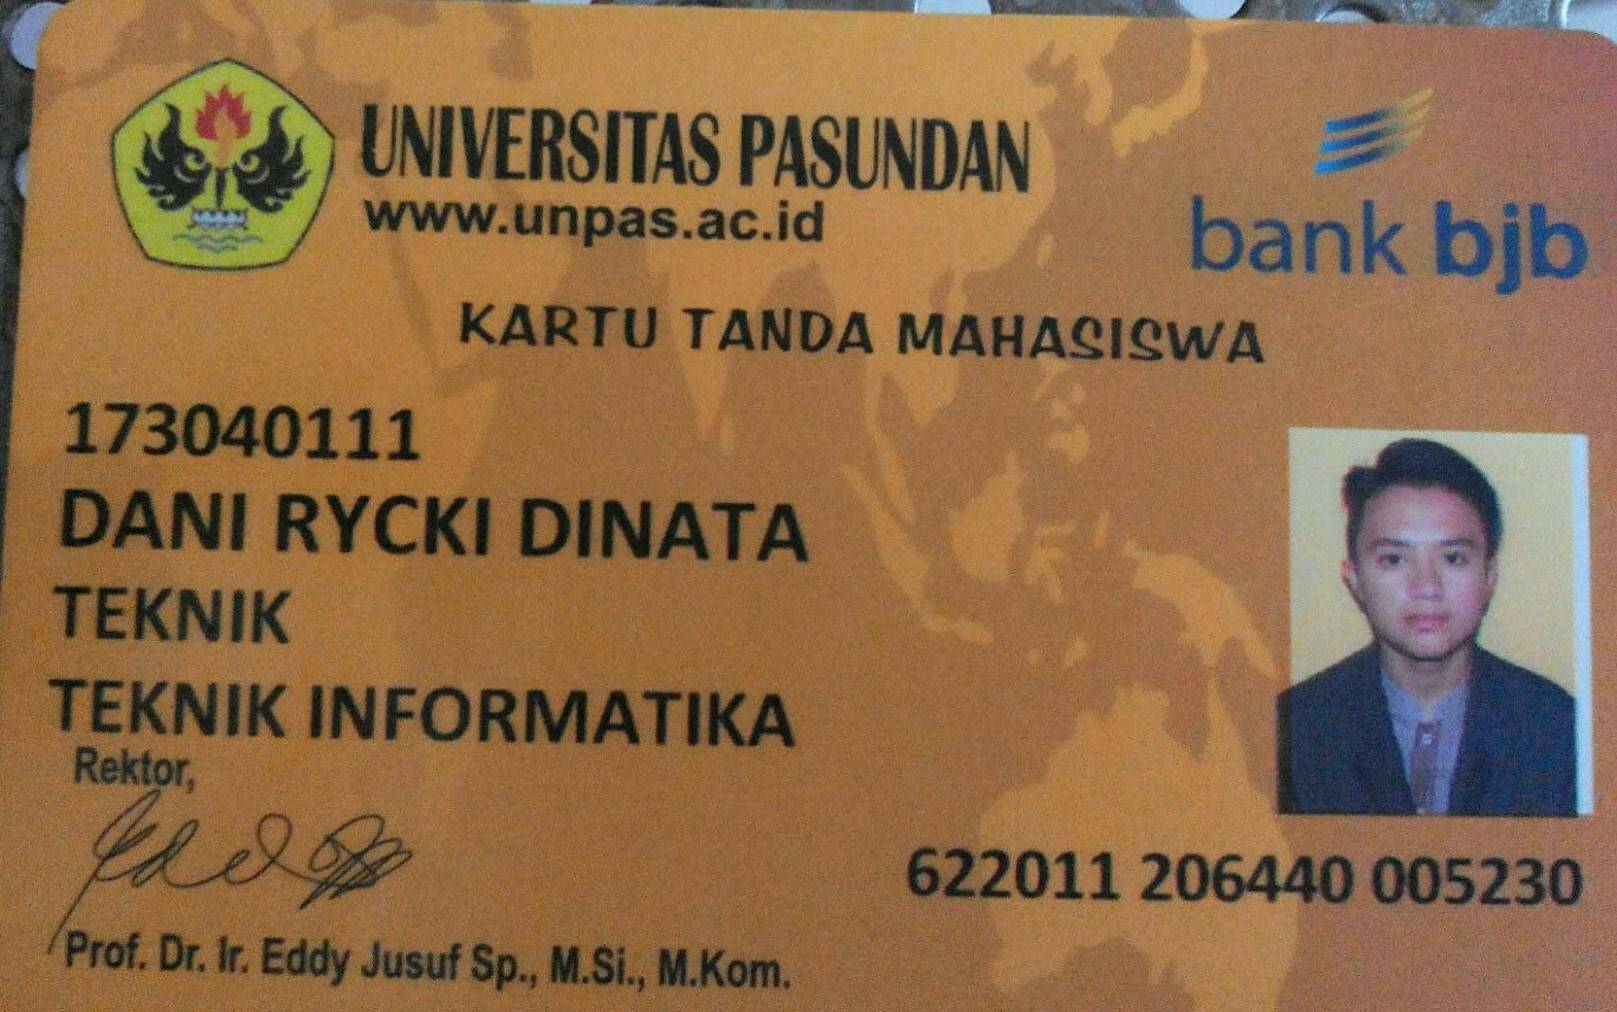 UNIVERSITAS PASUNDAN
www.unpas.ac.id
bank bjb
KARTU TANDA MAHASISWA
173040111
DANI RYCKI DINATA
TEKNIK
TEKNIK INFORMATIKA
Rektor,
622011 206440 005230
Prof. Dr. Ir. Eddy Jusuf Sp., M.Si., M.Kom.